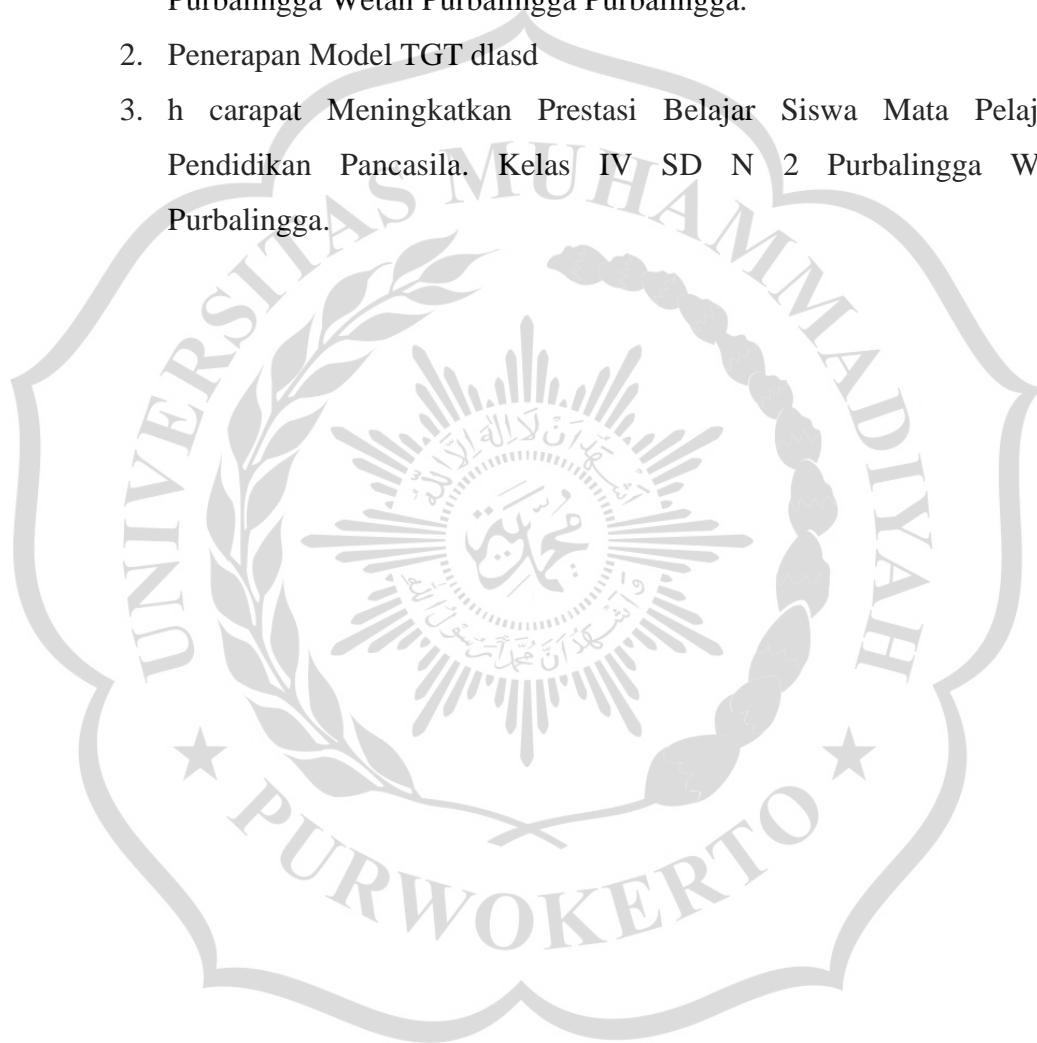 Purbalingga Wetan Purbalingga Purbalingga.
2. Penerapan Model TGT dlasd
3. h carapat Meningkatkan Prestasi Belajar Siswa Mata Pelaj
Pendidikan Pancasila. Kelas IV SD N 2 Purbalingga W
Purbalingga.
UNIVERSITAS MUHAMMADIYAH
PURWOKERTO